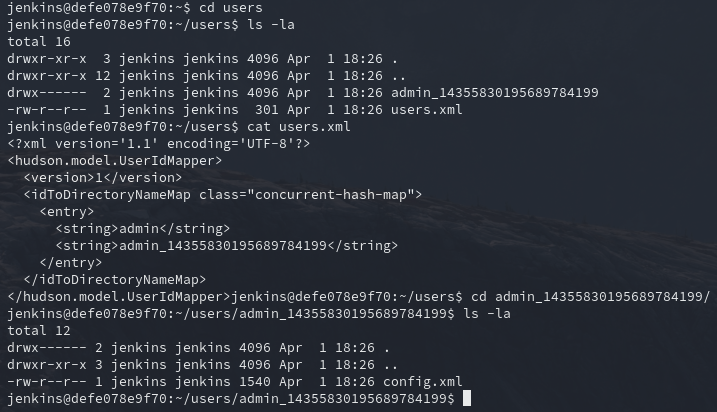 jenkins@defe078e9f70:~$ cd users
jenkins@defe078e9f70:~/users$ ls -la
total 16
drwxr-xr-x  3 jenkins jenkins 4096 Apr  1 18:26 .
drwxr-xr-x 12 jenkins jenkins 4096 Apr  1 18:26 ..
drwx------  2 jenkins jenkins 4096 Apr  1 18:26 admin_14355830195689784199
-rw-r--r--  1 jenkins jenkins  301 Apr  1 18:26 users.xml
jenkins@defe078e9f70:~/users$ cat users.xml
<?xml version='1.1' encoding='UTF-8'?>
<hudson.model.UserIdMapper>
  <version>1</version>
  <idToDirectoryNameMap class="concurrent-hash-map">
    <entry>
      <string>admin</string>
      <string>admin_14355830195689784199</string>
    </entry>
  </idToDirectoryNameMap>
</hudson.model.UserIdMapper>jenkins@defe078e9f70:~/users$ cd admin_14355830195689784199/
jenkins@defe078e9f70:~/users/admin_14355830195689784199$ ls -la
total 12
drwx------ 2 jenkins jenkins 4096 Apr  1 18:26 .
drwxr-xr-x 3 jenkins jenkins 4096 Apr  1 18:26 ..
-rw-r--r-- 1 jenkins jenkins 1540 Apr  1 18:26 config.xml
jenkins@defe078e9f70:~/users/admin_14355830195689784199$